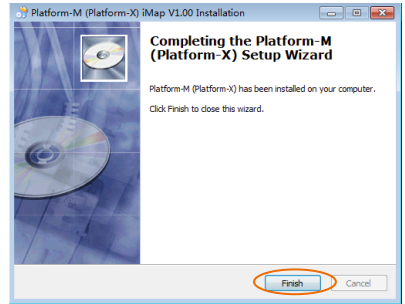 Platform-M (Platform-X) iMap V1.00 Installation
Completing the Platform-M
(Platform-X) Setup Wizard
Platform-M (Platform-X) has been installed on your computer.
Click Finish to close this wizard.
Finish
Cancel